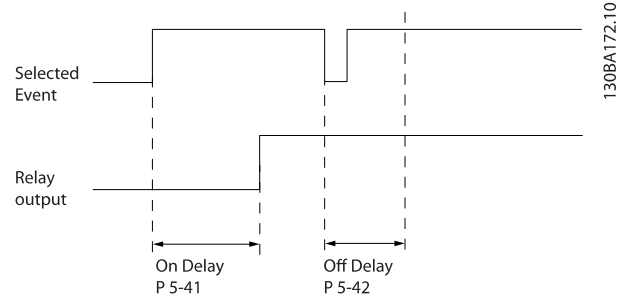 130BA172.10
Selected
Event
Relay
output
On Delay
P 5-41
Off Delay
P 5-42